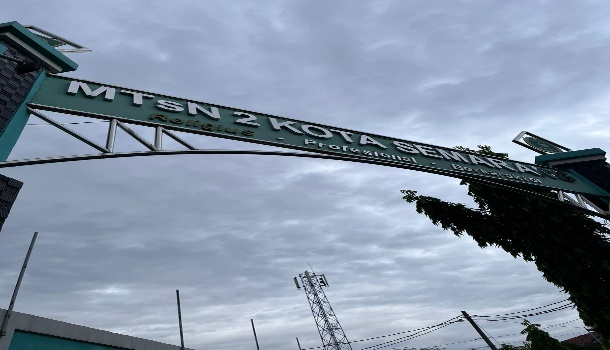 MTsN 2 KOTA SEMARANG
Religius Profesional